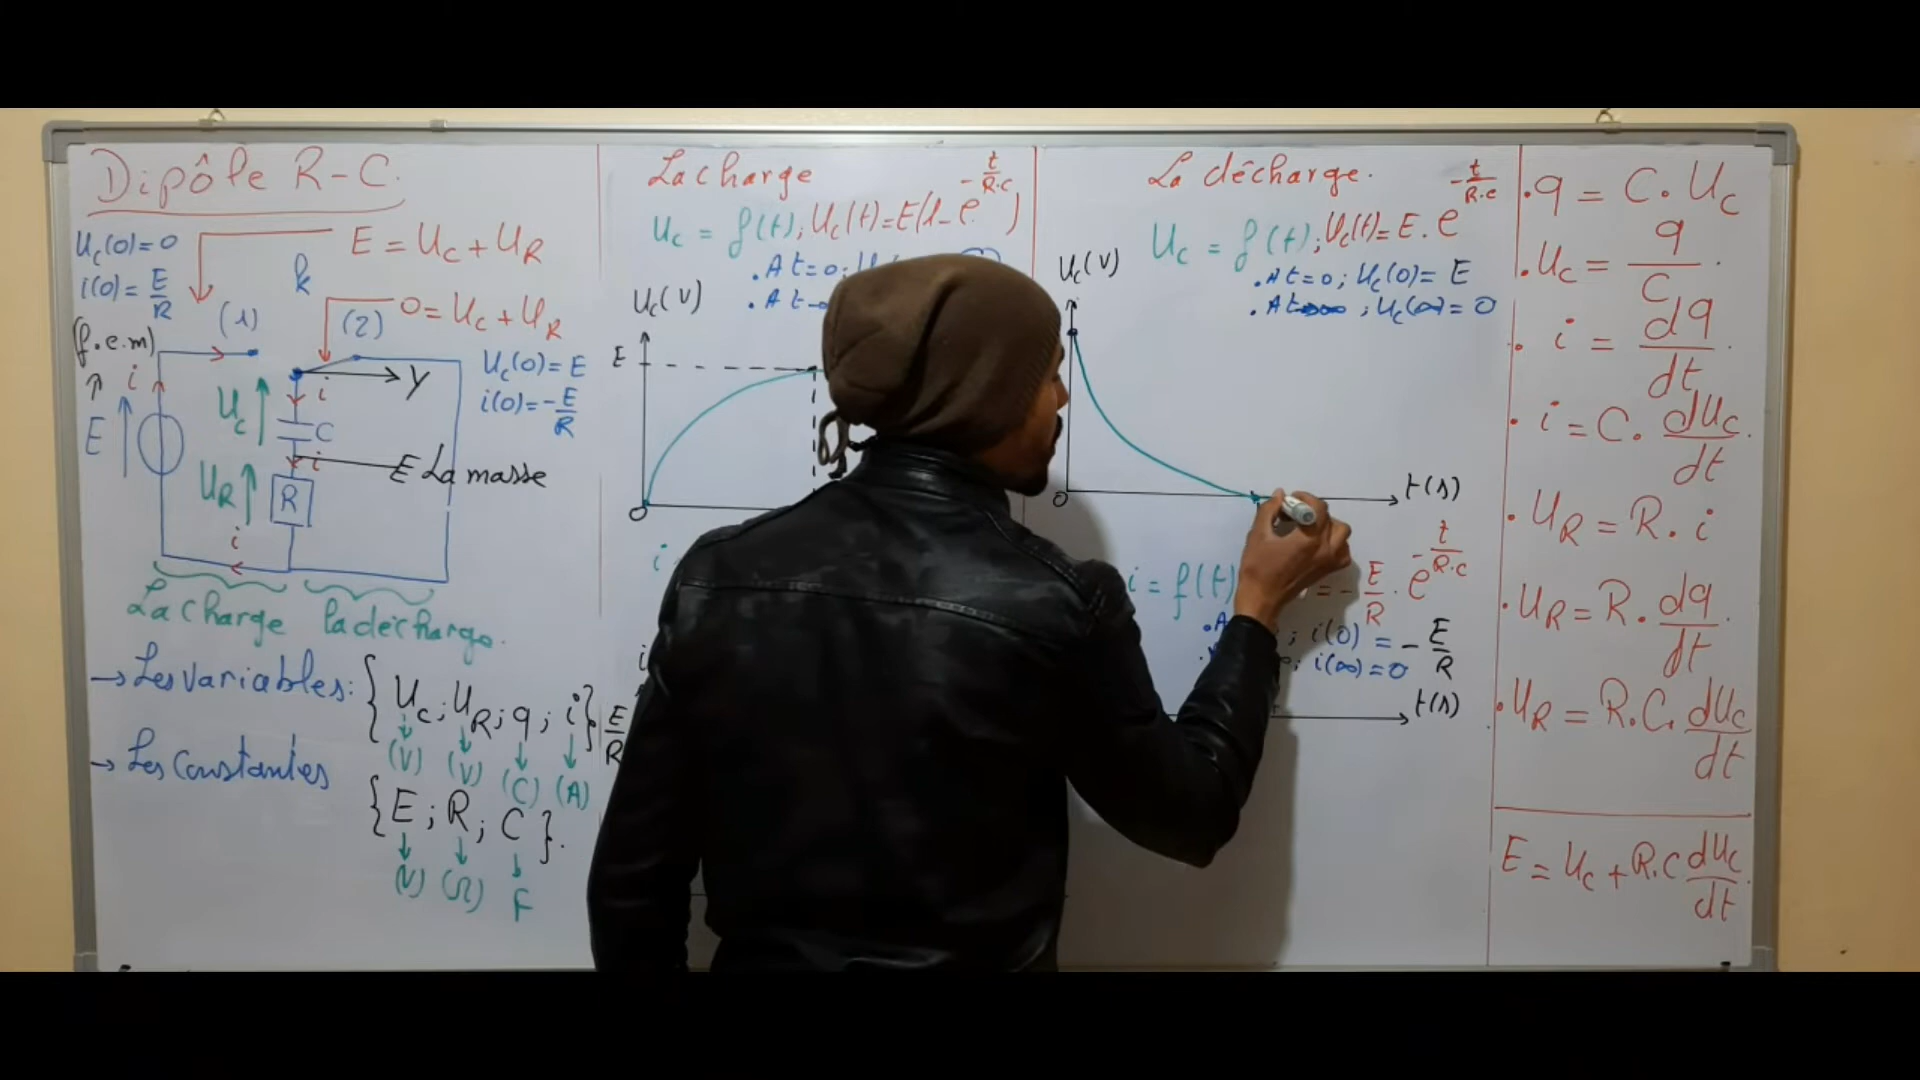 Dipôle R-C.
Uc(0)=0
i(0)=E/R
E = Uc + UR
k
0 = Uc + UR
(1)
(2)
(f.e.m)
Uc(0)=E
i(0)=-E/R
i
i
y
Uc
C
E
i
E La masse
UR
R
i
La charge
la décharge.
→ Les variables: {Uc; UR; q; i}
(V) (V) (C) (A)
→ Les Constantes
{E; R; C}.
(V) (Ω) F
La charge
Uc = f(t); Uc(t)=E(1-e^-t/R.C)
. A t=0;
. A t
Uc(V)
E
0
i
i
E/R
La décharge.
Uc = f(t); Uc(t)=E.e^-t/R.C
. A t=0; Uc(0)= E
. A t→∞; Uc(∞)=0
Uc(V)
0
t(s)
i = f(t) = -E/R . e^-t/R.C
. A ; i(0) = -E/R
; i(∞)=0
t(s)
. q = C. Uc
. Uc = q/C .
. i = dq/dt .
. i = C. dUc/dt .
. UR = R. i
. UR = R. dq/dt .
. UR = R.C. dUc/dt
E = Uc + R.C dUc/dt .